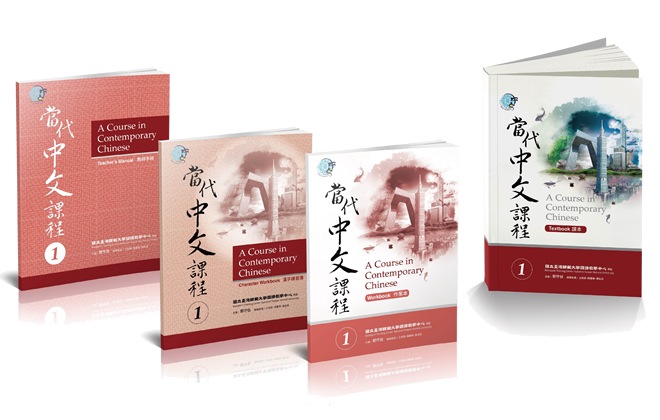 當代中文課程
A Course in
Contemporary
Chinese
Teacher's Manual 教師手冊
1
國立臺灣師範大學國語教學中心
當代中文課程
A Course in
Contemporary
Chinese
Character Workbook 漢字練習簿
1
國立臺灣師範大學國語教學中心
當代中文課程
A Course in
Contemporary
Chinese
Workbook 作業本
1
國立臺灣師範大學國語教學中心
當代中文課程
A Course in
Contemporary
Chinese
Textbook 課本
1
國立臺灣師範大學國語教學中心